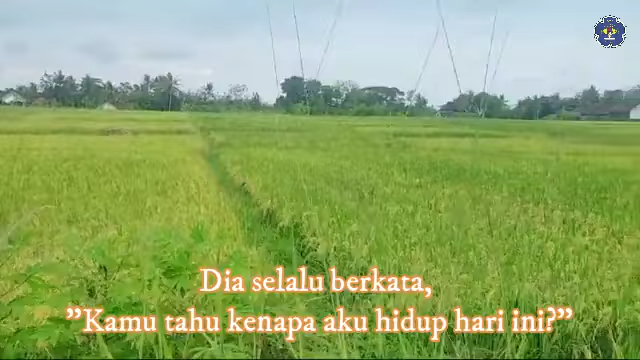 Dia selalu berkata,
"Kamu tahu kenapa aku hidup hari ini?"